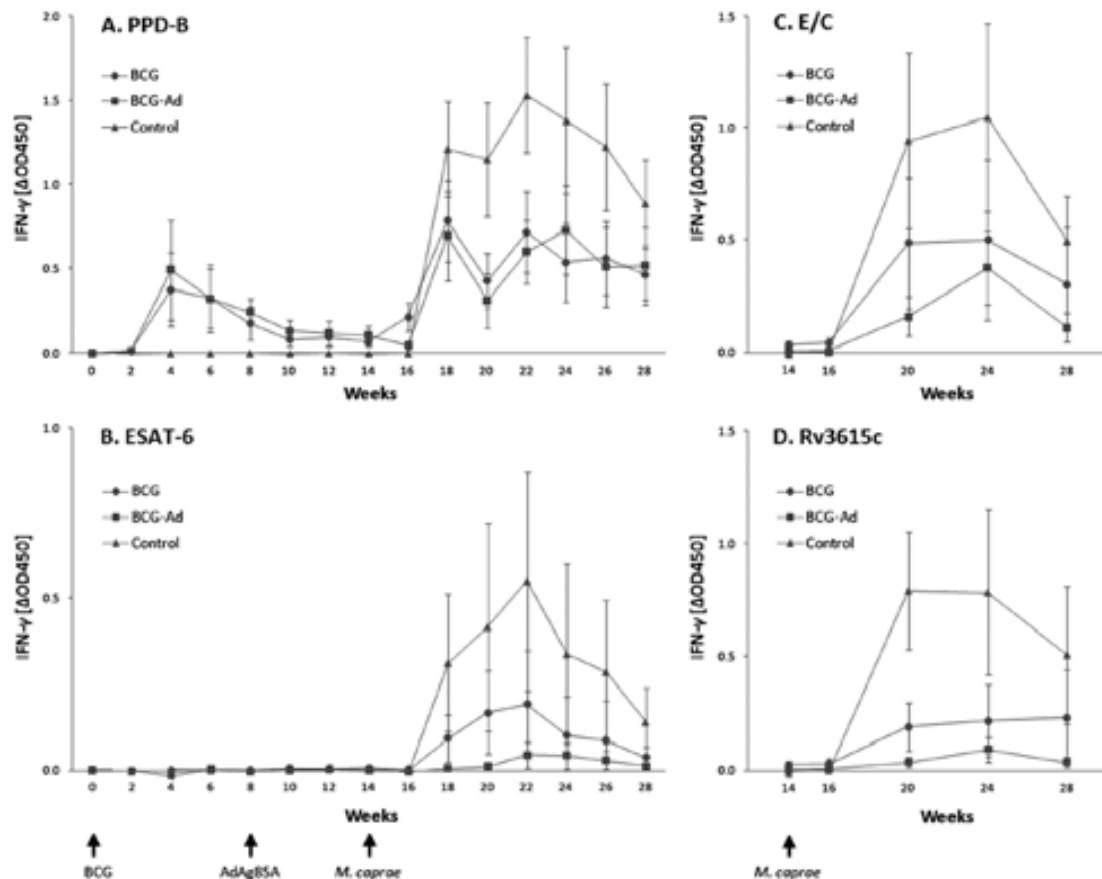 A. PPD-B
BCG
BCG-Ad
Control
IFN-γ [ΔOD450]
2.0
1.5
1.0
0.5
0.0
0 2 4 6 8 10 12 14 16 18 20 22 24 26 28
Weeks
C. E/C
BCG
BCG-Ad
Control
IFN-γ [ΔOD450]
1.5
1.0
0.5
0.0
14 16 20 24 28
Weeks
B. ESAT-6
BCG
BCG-Ad
Control
IFN-γ [ΔOD450]
1.0
0.5
0.0
0 2 4 6 8 10 12 14 16 18 20 22 24 26 28
Weeks
BCG AdAg85A M. caprae
D. Rv3615c
BCG
BCG-Ad
Control
IFN-γ [ΔOD450]
1.5
1.0
0.5
0.0
14 16 20 24 28
Weeks
M. caprae